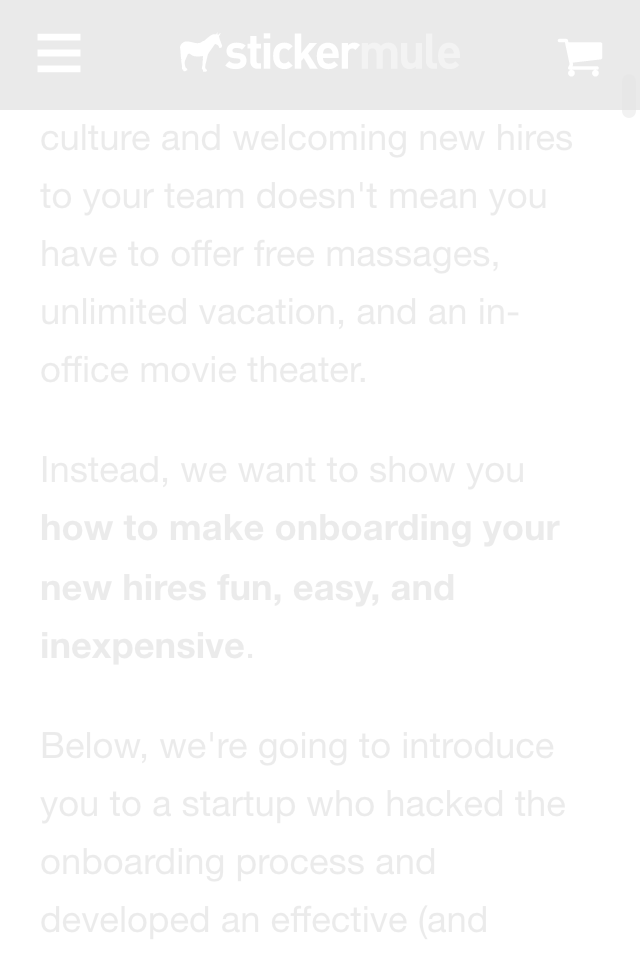 stickermule
culture and welcoming new hires
to your team doesn't mean you
have to offer free massages,
unlimited vacation, and an in-
office movie theater.
Instead, we want to show you
how to make onboarding your
new hires fun, easy, and
inexpensive.
Below, we're going to introduce
you to a startup who hacked the
onboarding process and
developed an effective (and